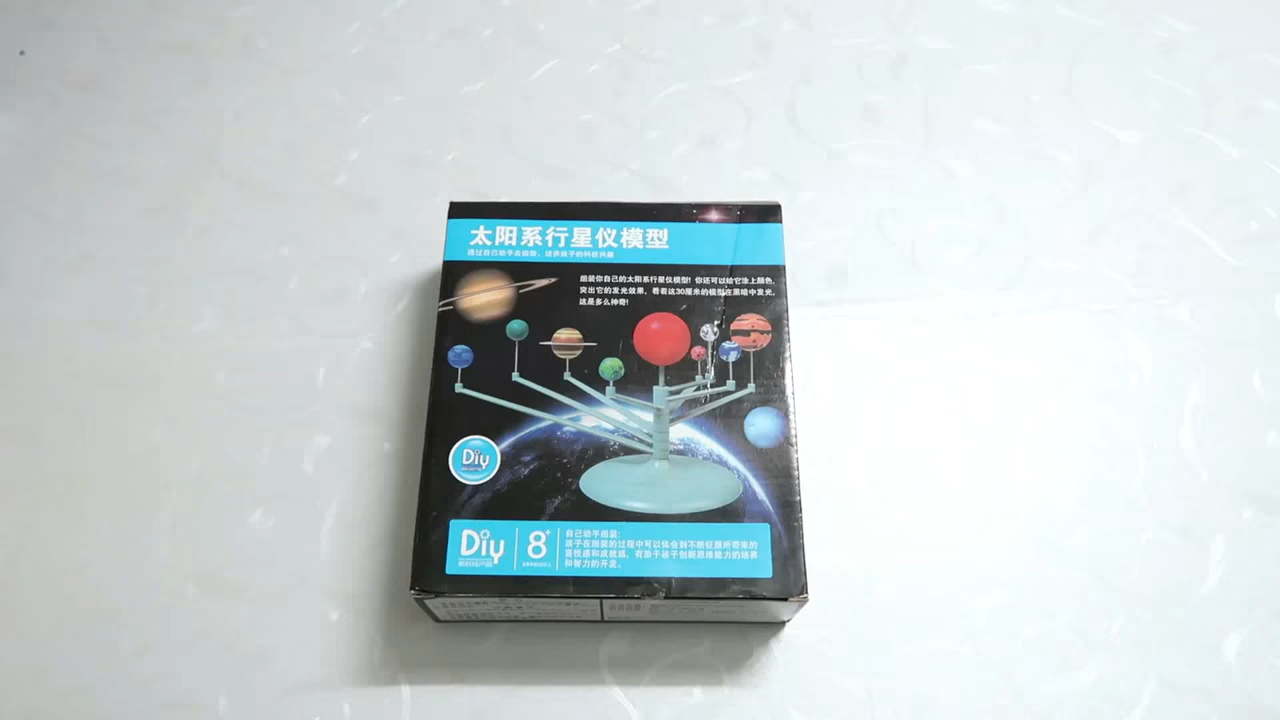 太阳系行星仪模型
通过自己动手去组装，培养孩子的科技兴趣
组装你自己的太阳系行星仪模型! 你还可以给它涂上颜色,
突出它的发光效果, 看着这30厘米的模型在黑暗中发光,
这是多么神奇!
Diy
Diy
8+
自己动手组装:
孩子在组装的过程中可以体会到不断征服所带来的
喜悦感和成就感, 有助于孩子创新思维能力的培养
和智力的开发。